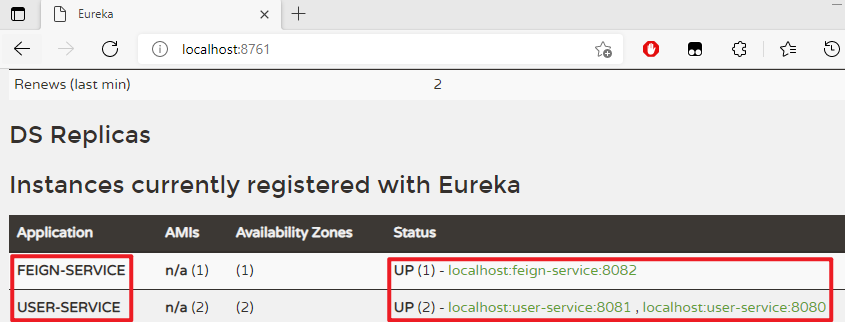 Eureka
localhost:8761
Renews (last min) 2
DS Replicas
Instances currently registered with Eureka
Application AMIs Availability Zones Status
FEIGN-SERVICE n/a (1) (1) UP (1) - localhost:feign-service:8082
USER-SERVICE n/a (2) (2) UP (2) - localhost:user-service:8081 , localhost:user-service:8080